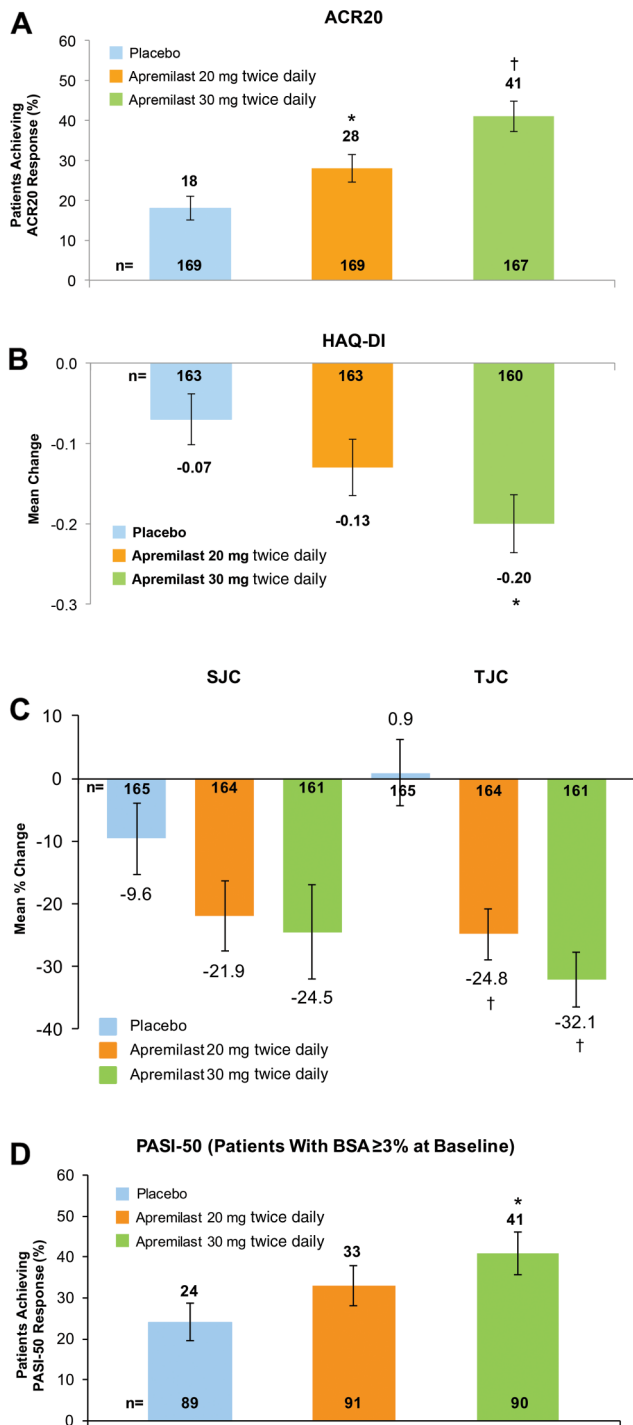 A
ACR20
60
50
40
30
20
10
0
Patients Achieving
ACR20 Response (%)
Placebo
Apremilast 20 mg twice daily
Apremilast 30 mg twice daily
18
*
28
†
41
n=
169
169
167
B
HAQ-DI
0.0
-0.1
-0.2
-0.3
Mean Change
n=
163
163
160
-0.07
-0.13
-0.20
*
Placebo
Apremilast 20 mg twice daily
Apremilast 30 mg twice daily
C
SJC
TJC
10
0
-10
-20
-30
-40
Mean % Change
n=
165
164
161
165
164
161
0.9
-9.6
-21.9
-24.5
-24.8
†
-32.1
†
Placebo
Apremilast 20 mg twice daily
Apremilast 30 mg twice daily
D
PASI-50 (Patients With BSA ≥3% at Baseline)
60
50
40
30
20
10
0
Patients Achieving
PASI-50 Response (%)
Placebo
Apremilast 20 mg twice daily
Apremilast 30 mg twice daily
24
33
*
41
n=
89
91
90